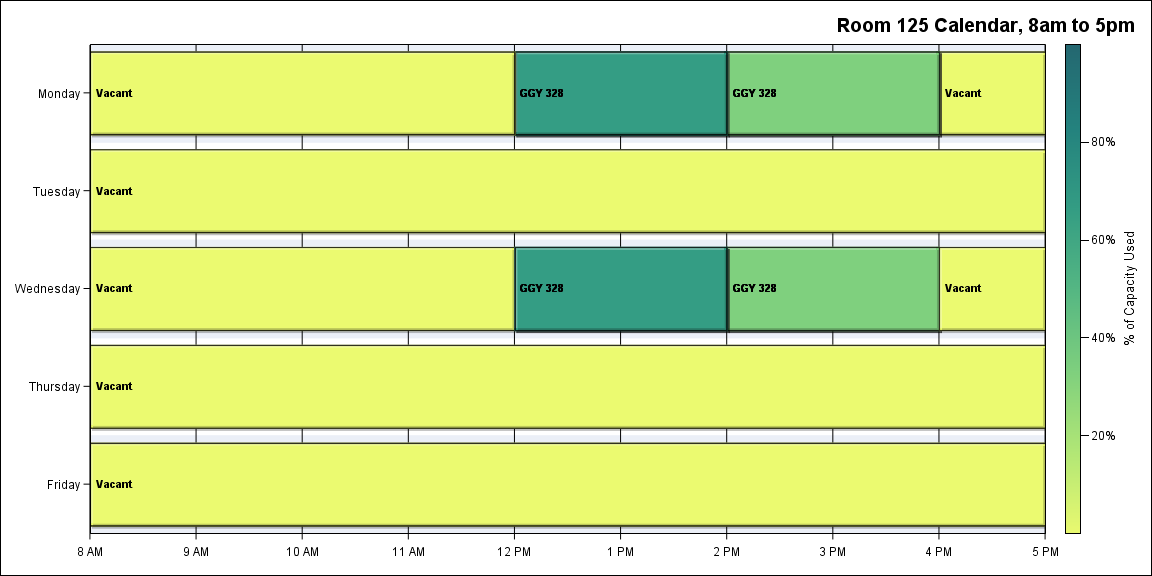 Room 125 Calendar, 8am to 5pm
Monday
Vacant
GGY 328
GGY 328
Vacant
Tuesday
Vacant
Wednesday
Vacant
GGY 328
GGY 328
Vacant
Thursday
Vacant
Friday
Vacant
8 AM
9 AM
10 AM
11 AM
12 PM
1 PM
2 PM
3 PM
4 PM
5 PM
80%
60%
40%
20%
% of Capacity Used